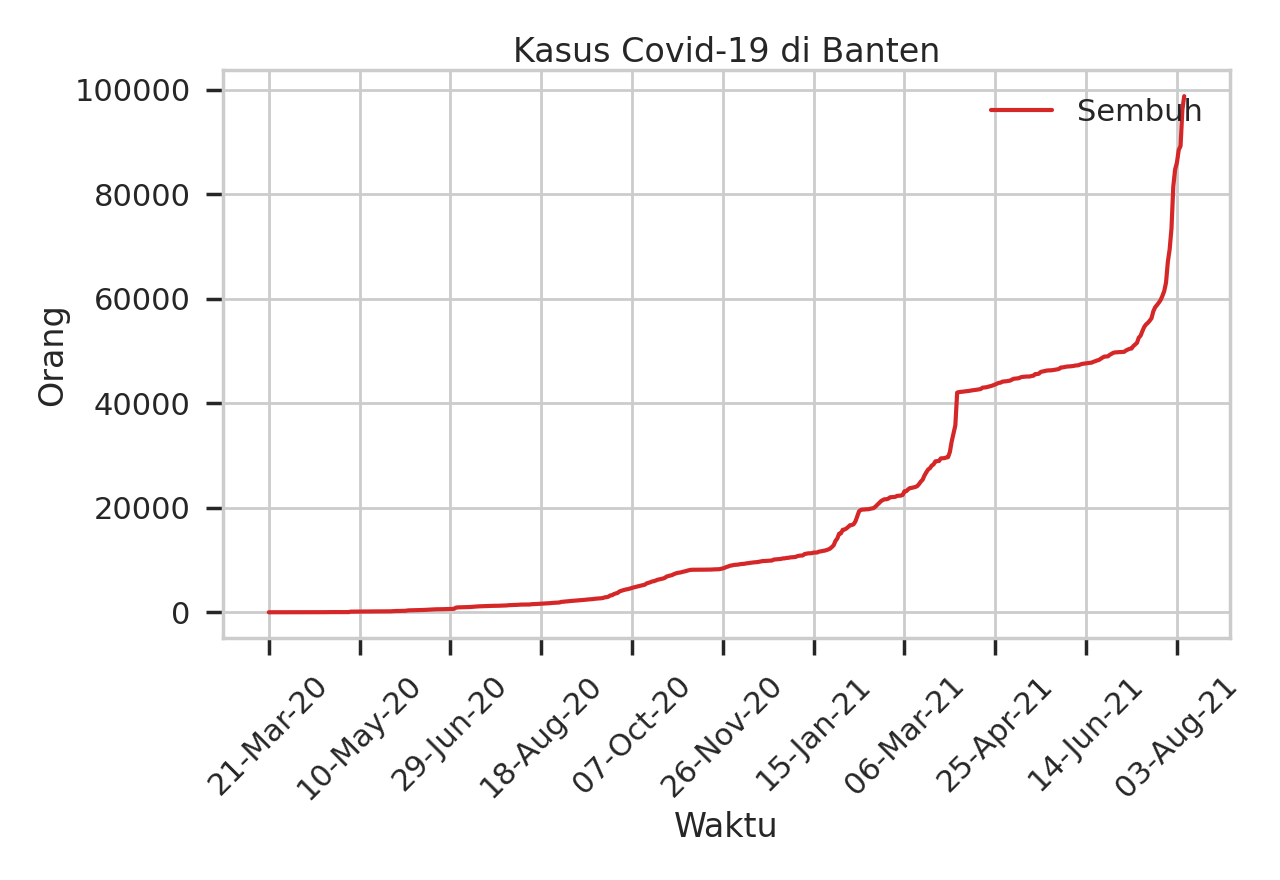 Kasus Covid-19 di Banten
Sembuh
100000
80000
60000
40000
20000
0
Orang
21-Mar-20
10-May-20
29-Jun-20
18-Aug-20
07-Oct-20
26-Nov-20
15-Jan-21
06-Mar-21
25-Apr-21
14-Jun-21
03-Aug-21
Waktu